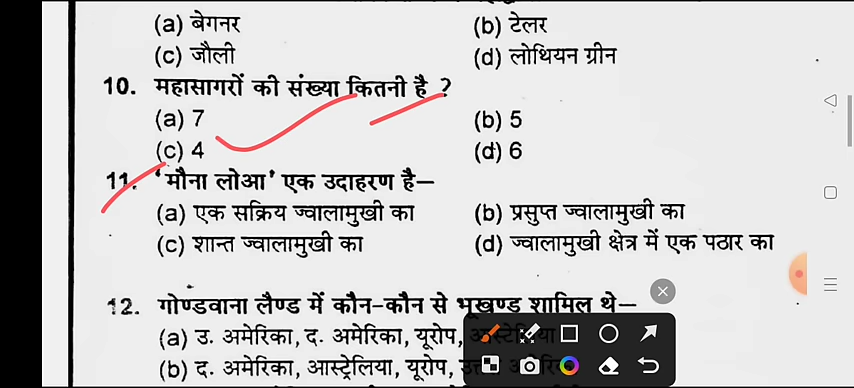 (a) बेगनर (b) टेलर
(c) जौली (d) लोथियन ग्रीन
10. महासागरों की संख्या कितनी है ?
(a) 7 (b) 5
(c) 4 (d) 6
11. 'मौना लोआ' एक उदाहरण है—
(a) एक सक्रिय ज्वालामुखी का (b) प्रसुप्त ज्वालामुखी का
(c) शान्त ज्वालामुखी का (d) ज्वालामुखी क्षेत्र में एक पठार का
12. गोण्डवाना लैण्ड में कौन-कौन से भूखण्ड शामिल थे—
(a) उ. अमेरिका, द. अमेरिका, यूरोप,
(b) द. अमेरिका, आस्ट्रेलिया, यूरोप,